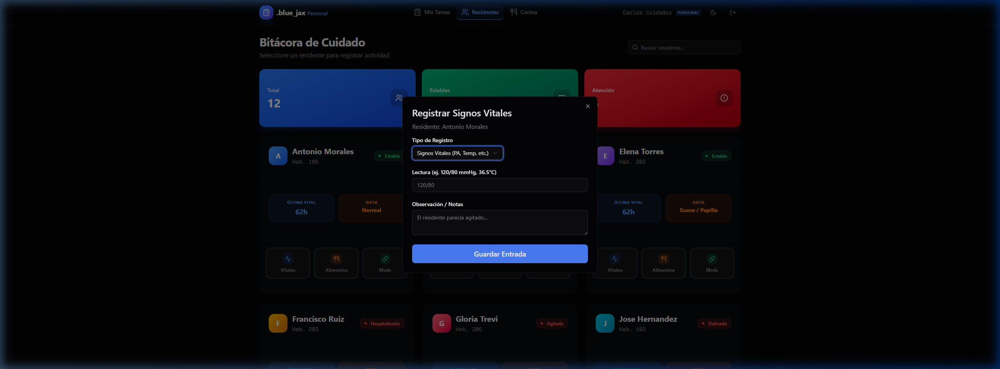 .blue_jax Personal
Mis Tareas
Residentes
Cocina
Carlos Cuidador
PERSONAL
Bitácora de Cuidado
Seleccione un residente para registrar actividad
Buscar residente...
Total
12
Estables
Atención
Registrar Signos Vitales
Residente: Antonio Morales
Tipo de Registro
Signos Vitales (PA, Temp, etc.)
Lectura (ej. 120/80 mmHg, 36.5°C)
120/80
Observación / Notas
El residente parecía agitado...
Guardar Entrada
A
Antonio Morales
Hab. 105
Estable
ÚLTIMA VITAL
62h
DIETA
Normal
Vitales
Alimentos
Meds
E
Elena Torres
Hab. 202
Estable
ÚLTIMA VITAL
62h
DIETA
Suave / Papilla
Vitales
Alimentos
Meds
F
Francisco Ruiz
Hab. 203
Hospitalizado
G
Gloria Trevi
Hab. 206
Agitada
J
Jose Hernandez
Hab. 102
Delicado